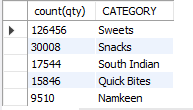 count(qty) CATEGORY
126456 Sweets
30008 Snacks
17544 South Indian
15846 Quick Bites
9510 Namkeen